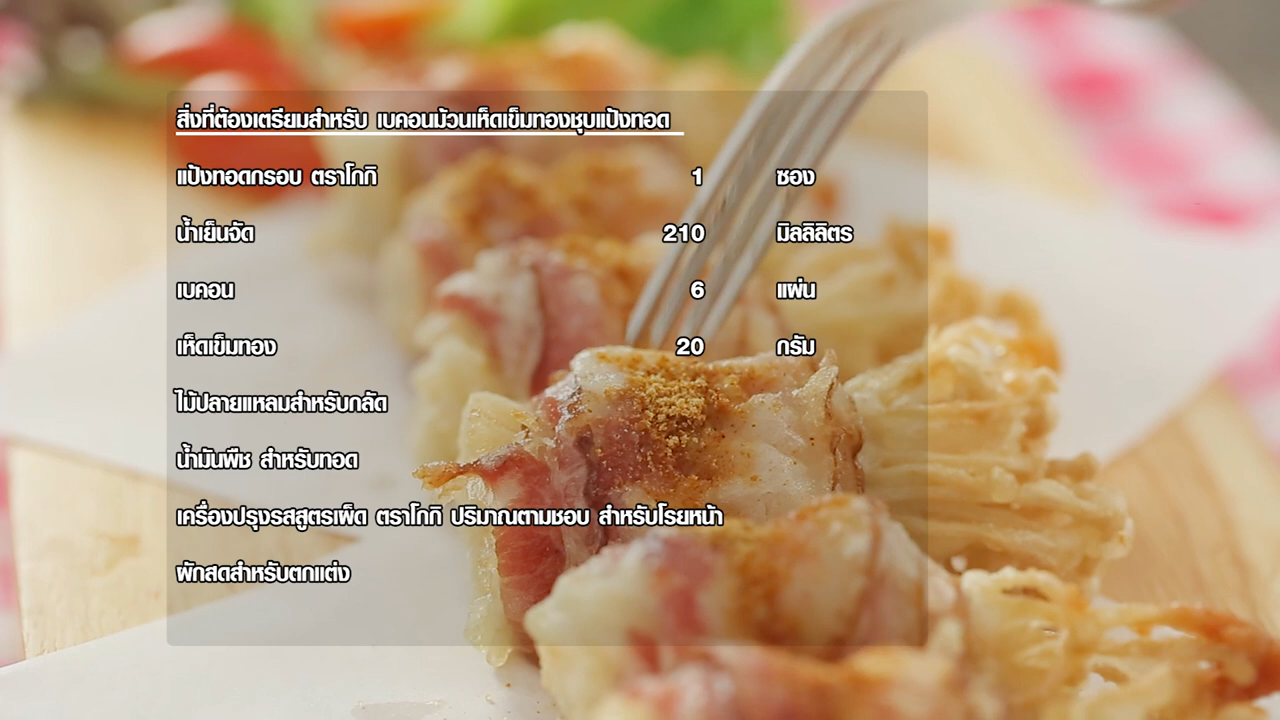 สิ่งที่ต้องเตรียมสำหรับ เบคอนม้วนเห็ดเข็มทองชุบแป้งทอด
แป้งทอดกรอบ ตราโกกิ 1 ซอง
น้ำเย็นจัด 210 มิลลิลิตร
เบคอน 6 แผ่น
เห็ดเข็มทอง 20 กรัม
ไม้ปลายแหลมสำหรับกลัด
น้ำมันพืช สำหรับทอด
เครื่องปรุงรสสูตรเผ็ด ตราโกกิ ปริมาณตามชอบ สำหรับโรยหน้า
ผักสดสำหรับตกแต่ง